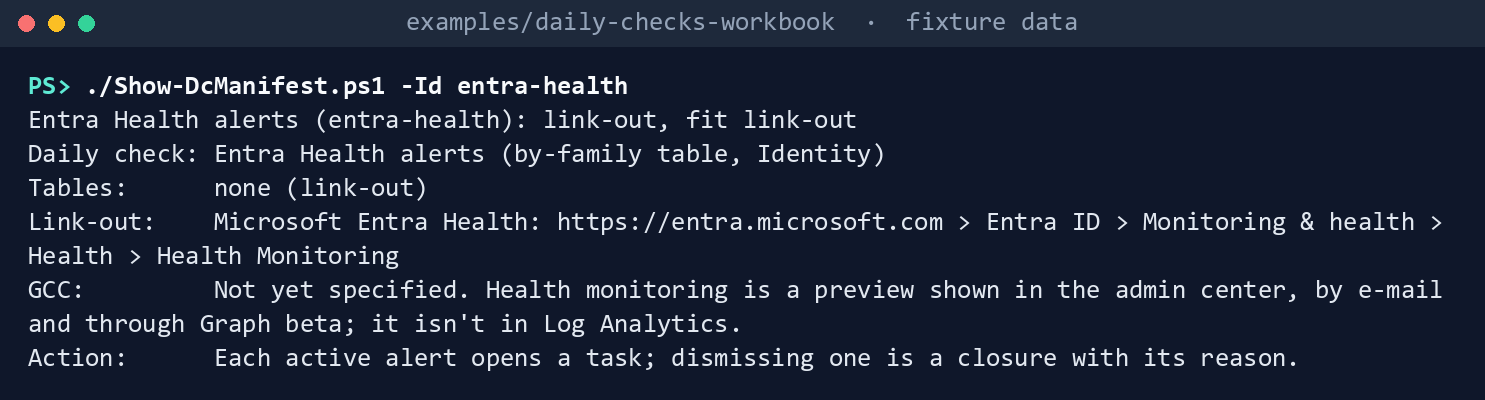 examples/daily-checks-workbook · fixture data
PS> ./Show-DcManifest.ps1 -Id entra-health
Entra Health alerts (entra-health): link-out, fit link-out
Daily check: Entra Health alerts (by-family table, Identity)
Tables:      none (link-out)
Link-out:    Microsoft Entra Health: https://entra.microsoft.com > Entra ID > Monitoring & health >
Health > Health Monitoring
GCC:         Not yet specified. Health monitoring is a preview shown in the admin center, by e-mail
and through Graph beta; it isn't in Log Analytics.
Action:      Each active alert opens a task; dismissing one is a closure with its reason.